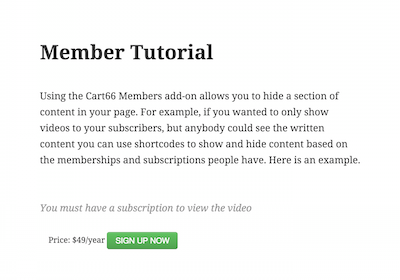 Member Tutorial
Using the Cart66 Members add-on allows you to hide a section of
content in your page. For example, if you wanted to only show
videos to your subscribers, but anybody could see the written
content you can use shortcodes to show and hide content based on
the memberships and subscriptions people have. Here is an example.
You must have a subscription to view the video
Price: $49/year SIGN UP NOW